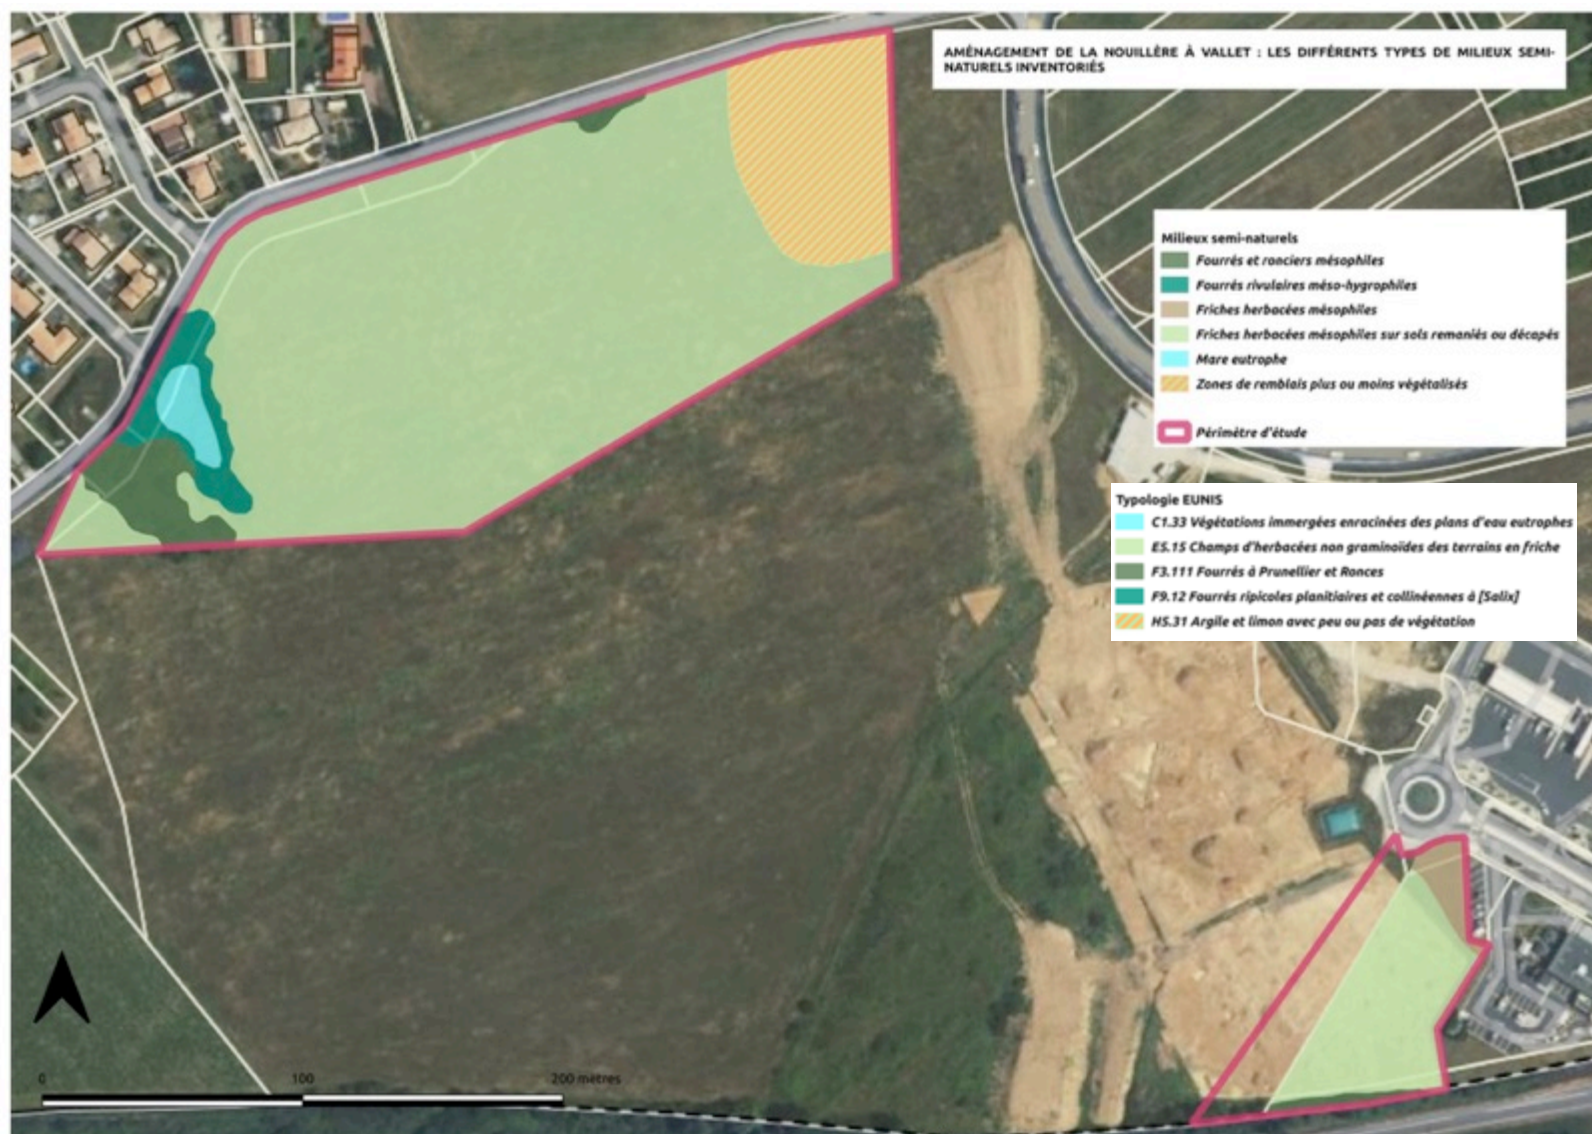 AMÉNAGEMENT DE LA NOUILLÈRE À VALLET : LES DIFFÉRENTS TYPES DE MILIEUX SEMI-
NATURELS INVENTORIÉS
Milieux semi-naturels
Fourrés et ronciers mésophiles
Fourrés rivulaires méso-hygrophiles
Friches herbacées mésophiles
Friches herbacées mésophiles sur sols remaniés ou décapés
Mare eutrophe
Zones de remblais plus ou moins végétalisés
Périmètre d'étude
Typologie EUNIS
C1.33 Végétations immergées enracinées des plans d'eau eutrophes
E5.15 Champs d'herbacées non graminoïdes des terrains en friche
F3.111 Fourrés à Prunellier et Ronces
F9.12 Fourrés ripicoles planitiaires et collinéennes à [Salix]
H5.31 Argile et limon avec peu ou pas de végétation
0 100 200 mètres